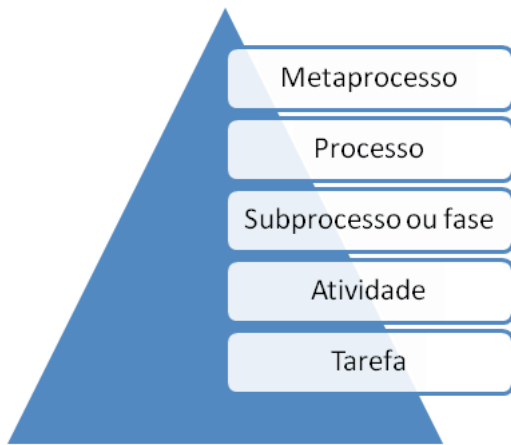 Metaprocesso
Processo
Subprocesso ou fase
Atividade
Tarefa